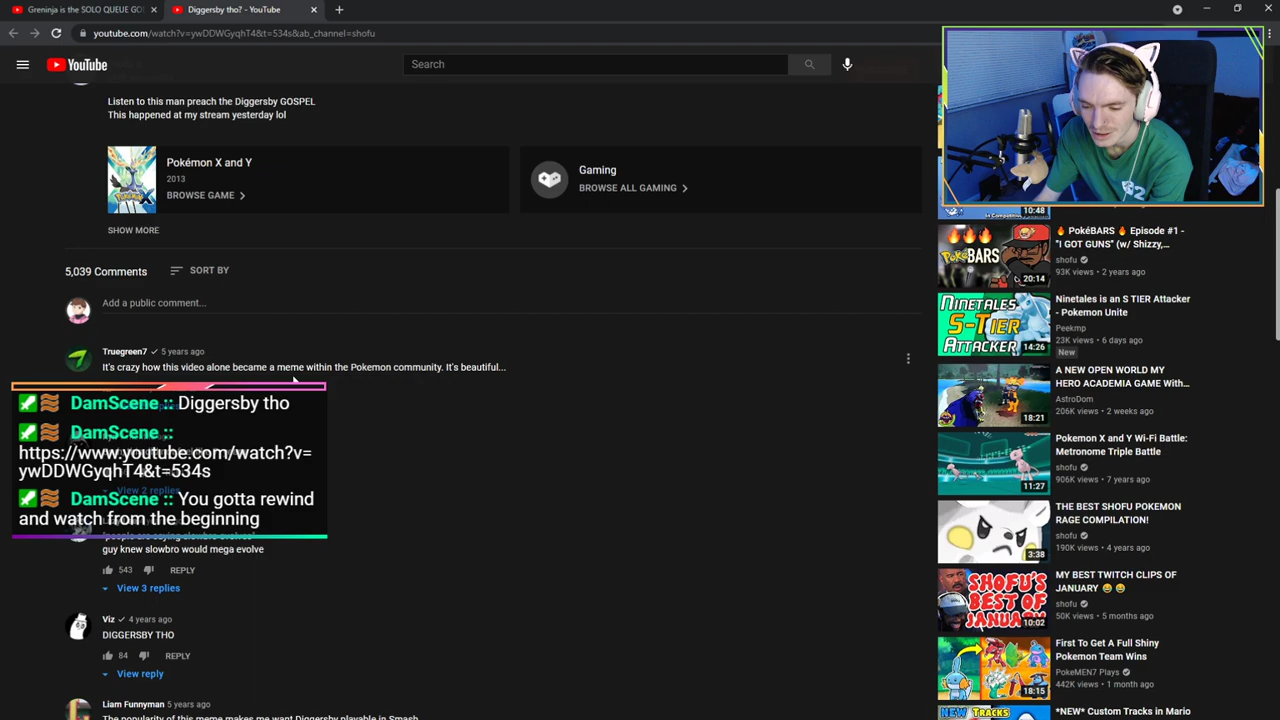 Greninja is the SOLO QUEUE GO
Diggersby tho? - YouTube
youtube.com/watch?v=ywDDWGyqhT4&t=534s&ab_channel=shofu
YouTube
Search
Listen to this man preach the Diggersby GOSPEL
This happened at my stream yesterday lol
Pokémon X and Y
2013
BROWSE GAME
Gaming
BROWSE ALL GAMING
SHOW MORE
5,039 Comments
SORT BY
Add a public comment...
Truegreen7 5 years ago
It's crazy how this video alone became a meme within the Pokemon community. It's beautiful...
DamScene :: Diggersby tho
DamScene ::
https://www.youtube.com/watch?v=
ywDDWGyqhT4&t=534s
DamScene :: You gotta rewind
and watch from the beginning
guy knew slowbro would mega evolve
543 REPLY
View 3 replies
Viz 4 years ago
DIGGERSBY THO
84 REPLY
View reply
Liam Funnyman 5 years ago
The popularity of this meme makes me want Diggersby playable in Smash
10:48
PokéBARS
20:14
🔥 PokéBARS 🔥 Episode #1 -
"I GOT GUNS" (w/ Shizzy,...
shofu
93K views • 2 years ago
NINETALES
S-TIER
ATTACKER
14:26
Ninetales is an S TIER Attacker
- Pokemon Unite
Peekmp
23K views • 6 days ago
New
18:21
A NEW OPEN WORLD MY
HERO ACADEMIA GAME With...
AstroDom
206K views • 2 weeks ago
11:27
Pokemon X and Y Wi-Fi Battle:
Metronome Triple Battle
shofu
906K views • 7 years ago
3:38
THE BEST SHOFU POKEMON
RAGE COMPILATION!
shofu
190K views • 4 years ago
SHOFU'S
BEST OF
JANUARY
10:02
MY BEST TWITCH CLIPS OF
JANUARY 😂 😂
shofu
50K views • 5 months ago
18:15
First To Get A Full Shiny
Pokemon Team Wins
PokeMEN7 Plays
442K views • 1 month ago
NEW TRACKS
*NEW* Custom Tracks in Mario